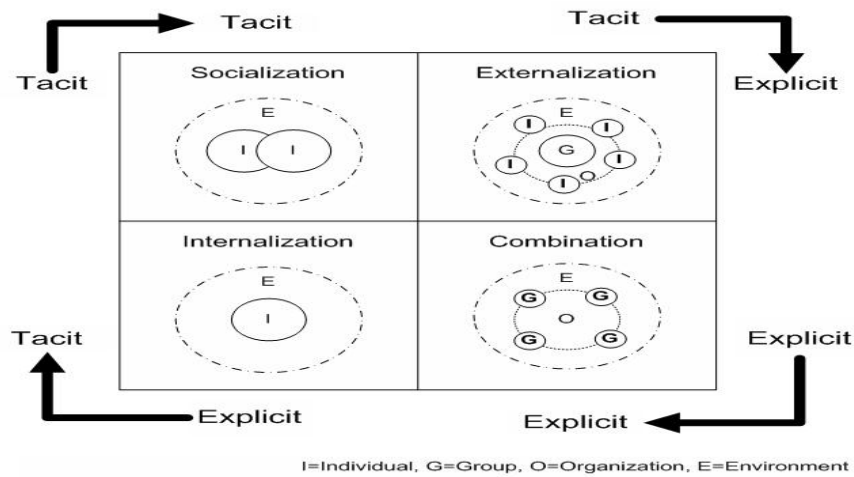 Tacit
Tacit
Tacit
Explicit
Socialization
E
I I
Externalization
E
I I
G
I I
O
I
Internalization
E
I
Combination
E
G G
O
G G
Tacit
Explicit
Explicit
Explicit
I=Individual, G=Group, O=Organization, E=Environment